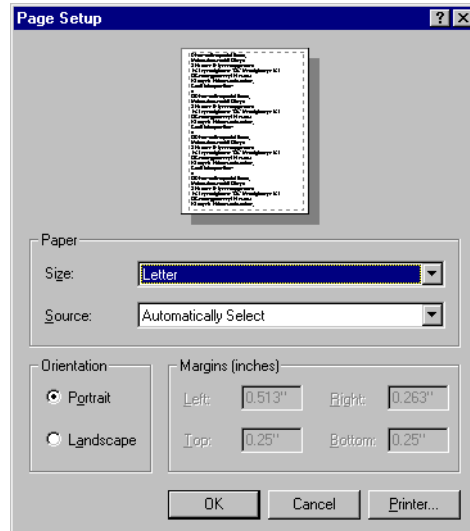 Page Setup
Paper
Size: Letter
Source: Automatically Select
Orientation
Portrait
Landscape
Margins (inches)
Left: 0.513" Right: 0.263"
Top: 0.25" Bottom: 0.25"
OK Cancel Printer...